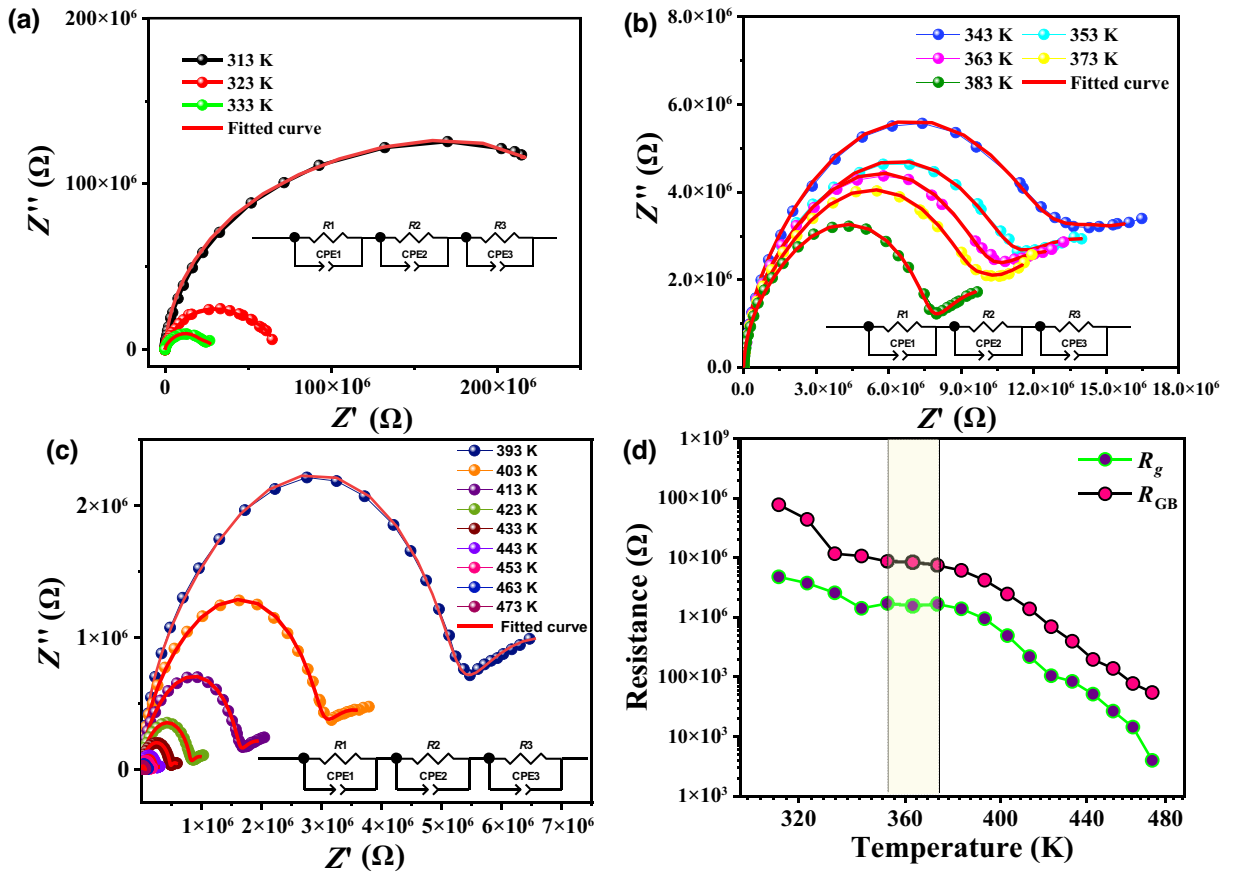 (a)
200×10⁶
100×10⁶
0
Z'' (Ω)
313 K
323 K
333 K
Fitted curve
R1 R2 R3
CPE1 CPE2 CPE3
0 100×10⁶ 200×10⁶
Z' (Ω)
(b)
8.0×10⁶
6.0×10⁶
4.0×10⁶
2.0×10⁶
0.0
Z'' (Ω)
343 K 353 K
363 K 373 K
383 K Fitted curve
R1 R2 R3
CPE1 CPE2 CPE3
0.0 3.0×10⁶ 6.0×10⁶ 9.0×10⁶ 12.0×10⁶ 15.0×10⁶ 18.0×10⁶
Z' (Ω)
(c)
2×10⁶
1×10⁶
0
Z'' (Ω)
393 K
403 K
413 K
423 K
433 K
443 K
453 K
463 K
473 K
Fitted curve
R1 R2 R3
CPE1 CPE2 CPE3
1×10⁶ 2×10⁶ 3×10⁶ 4×10⁶ 5×10⁶ 6×10⁶ 7×10⁶
Z' (Ω)
(d)
1×10⁹
100×10⁶
10×10⁶
1×10⁶
100×10³
10×10³
1×10³
Resistance (Ω)
R_g
R_GB
320 360 400 440 480
Temperature (K)